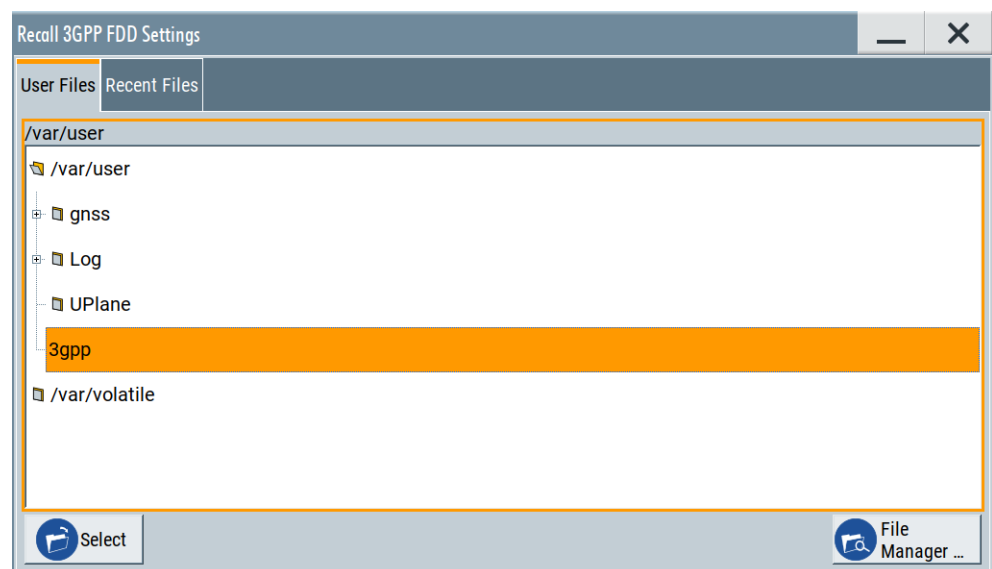 Recall 3GPP FDD Settings
User Files Recent Files
/var/user
/var/user
gnss
Log
UPlane
3gpp
/var/volatile
Select
File
Manager ...